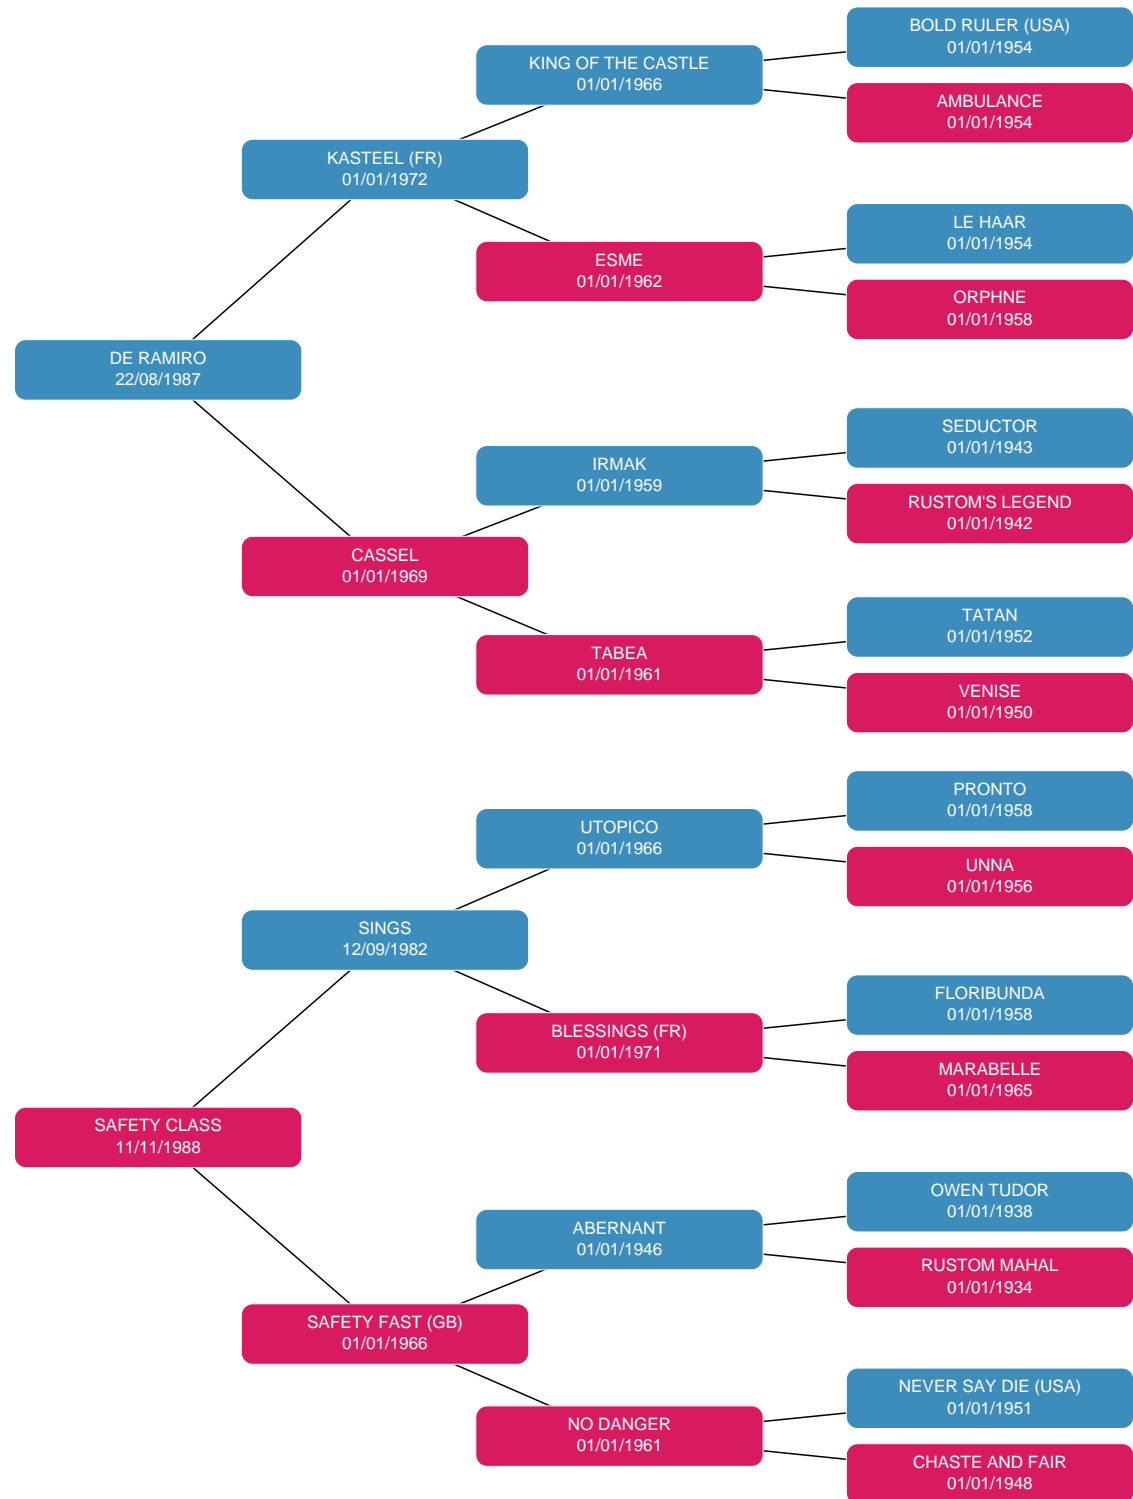 BOLD RULER (USA)
01/01/1954
KING OF THE CASTLE
01/01/1966
AMBULANCE
01/01/1954
KASTEEL (FR)
01/01/1972
LE HAAR
01/01/1954
ESME
01/01/1962
ORPHNE
01/01/1958
DE RAMIRO
22/08/1987
SEDUCTOR
01/01/1943
IRMAK
01/01/1959
RUSTOM'S LEGEND
01/01/1942
CASSEL
01/01/1969
TATAN
01/01/1952
TABEA
01/01/1961
VENISE
01/01/1950
PRONTO
01/01/1958
UTOPICO
01/01/1966
UNNA
01/01/1956
SINGS
12/09/1982
FLORIBUNDA
01/01/1958
BLESSINGS (FR)
01/01/1971
MARABELLE
01/01/1965
SAFETY CLASS
11/11/1988
OWEN TUDOR
01/01/1938
ABERNANT
01/01/1946
RUSTOM MAHAL
01/01/1934
SAFETY FAST (GB)
01/01/1966
NEVER SAY DIE (USA)
01/01/1951
NO DANGER
01/01/1961
CHASTE AND FAIR
01/01/1948